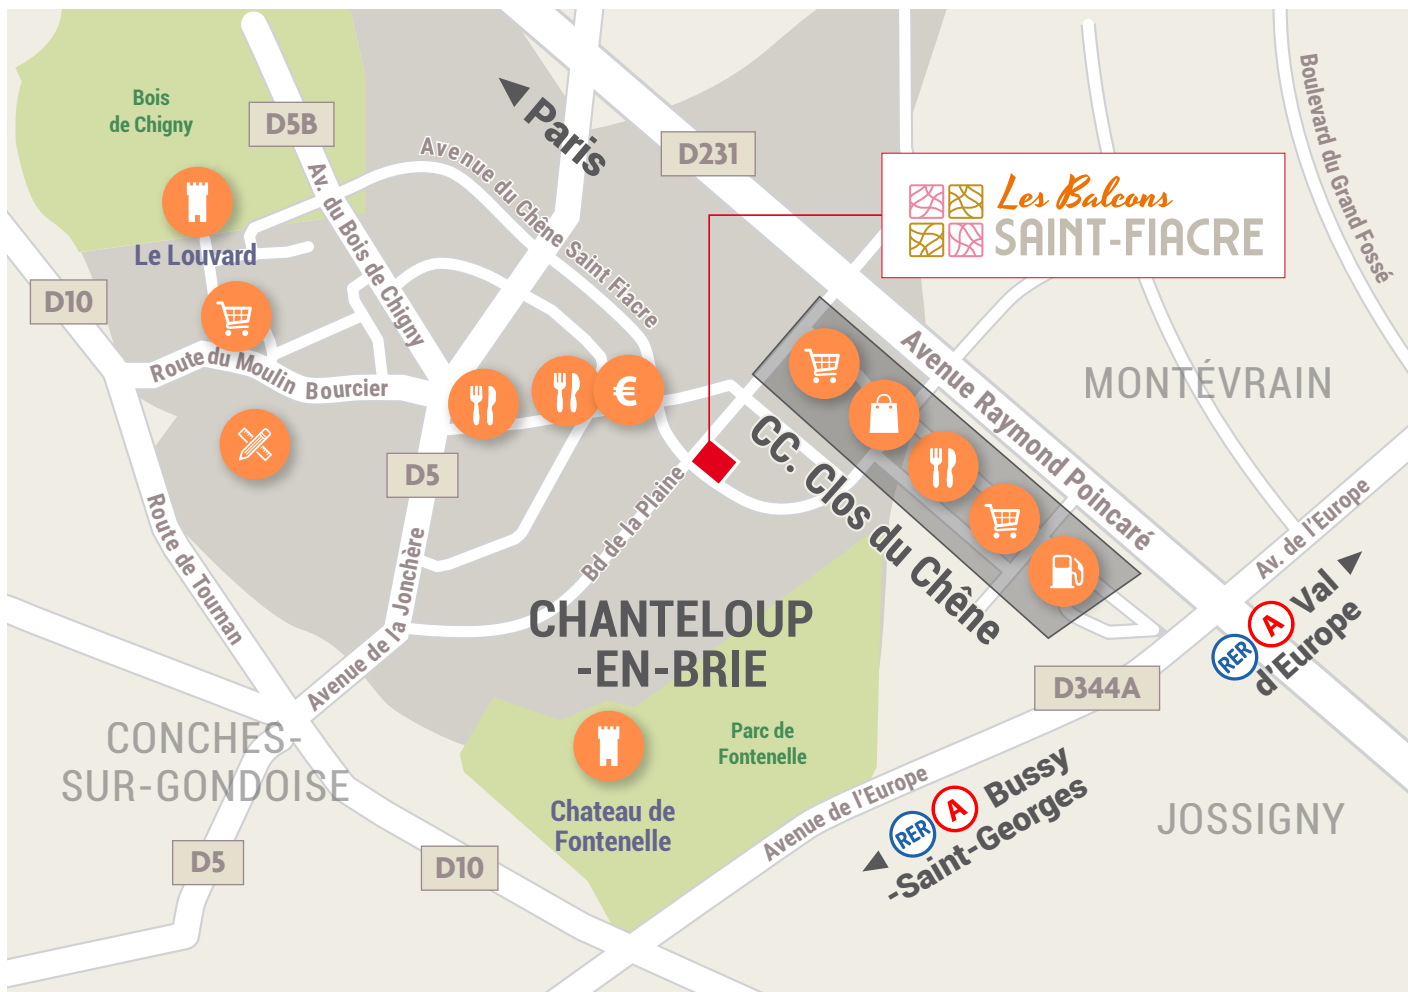 Bois
de Chigny
D5B
Paris
D231
Avenue du Chêne Saint Fiacre
Av. du Bois de Chigny
Boulevard du Grand Fossé
Les Balcons
SAINT-FIACRE
Le Louvard
D10
Route du Moulin Bourcier
€
Avenue Raymond Poincaré
MONTÉVRAIN
CC. Clos du Chêne
D5
Bd de la Plaine
Route de Tournan
Avenue de la Jonchère
Av. de l'Europe
CHANTELOUP
-EN-BRIE
RER A Val
d'Europe
D344A
CONCHES-
SUR-GONDOISE
Parc de
Fontenelle
Chateau de
Fontenelle
Avenue de l'Europe
RER A Bussy
-Saint-Georges
JOSSIGNY
D5
D10